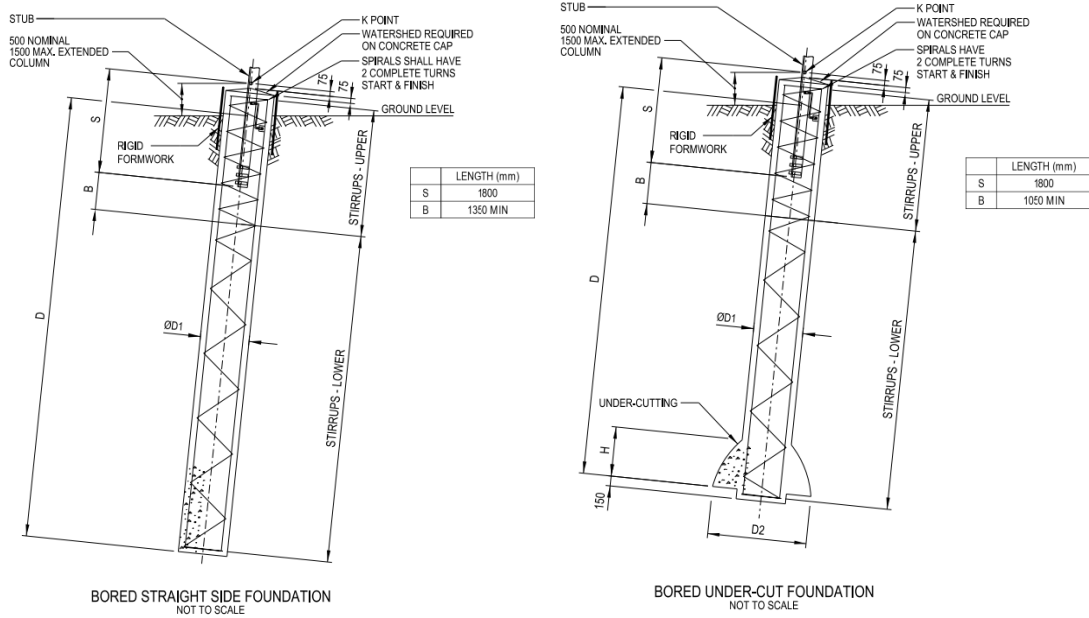 STUB
500 NOMINAL
1500 MAX. EXTENDED
COLUMN
K POINT
WATERSHED REQUIRED
ON CONCRETE CAP
SPIRALS SHALL HAVE
2 COMPLETE TURNS
START & FINISH
75
75
GROUND LEVEL
S
RIGID
FORMWORK
B
STIRRUPS - UPPER
LENGTH (mm)
S 1800
B 1350 MIN
D
ØD1
STIRRUPS - LOWER
BORED STRAIGHT SIDE FOUNDATION
NOT TO SCALE
STUB
500 NOMINAL
1500 MAX. EXTENDED
COLUMN
K POINT
WATERSHED REQUIRED
ON CONCRETE CAP
SPIRALS HAVE
2 COMPLETE TURNS
START & FINISH
75
75
GROUND LEVEL
S
RIGID
FORMWORK
B
STIRRUPS - UPPER
LENGTH (mm)
S 1800
B 1050 MIN
D
ØD1
STIRRUPS - LOWER
UNDER-CUTTING
H
150
D2
BORED UNDER-CUT FOUNDATION
NOT TO SCALE